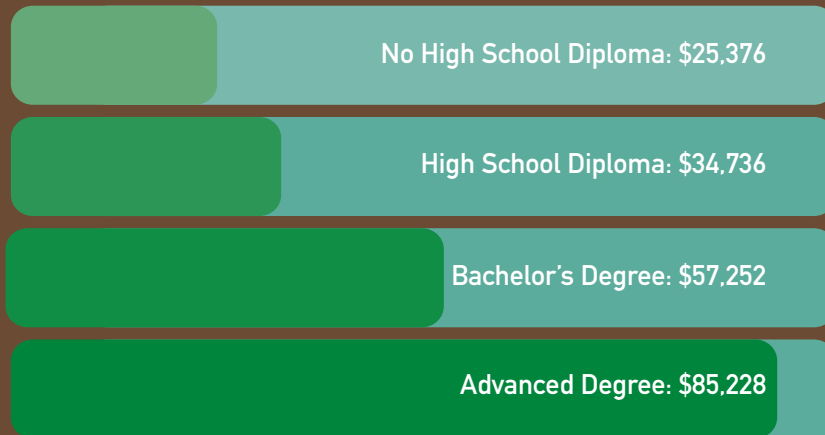 No High School Diploma: $25,376
High School Diploma: $34,736
Bachelor’s Degree: $57,252
Advanced Degree: $85,228